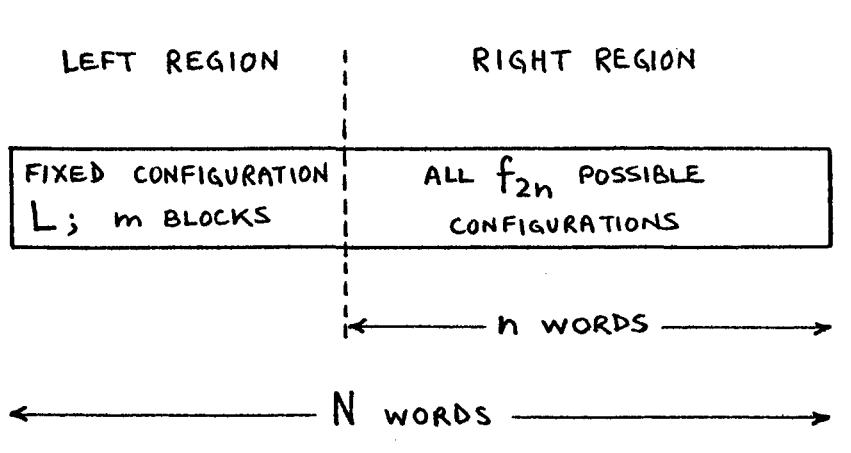 LEFT REGION
RIGHT REGION
FIXED CONFIGURATION
L; m BLOCKS
ALL f2n POSSIBLE
CONFIGURATIONS
n WORDS
N WORDS